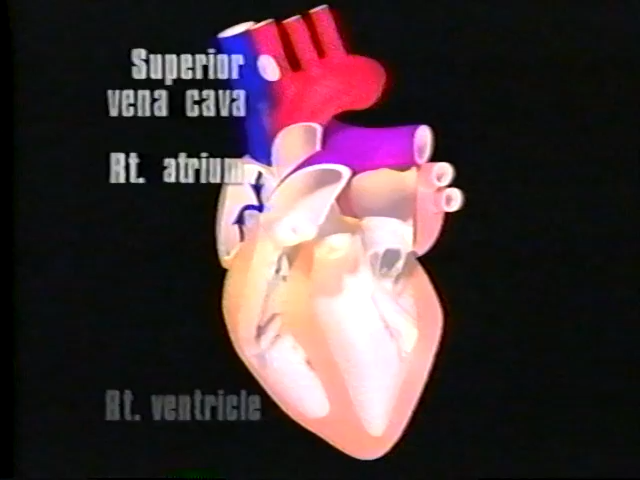 Superior
vena cava
Rt. atrium
Rt. ventricle